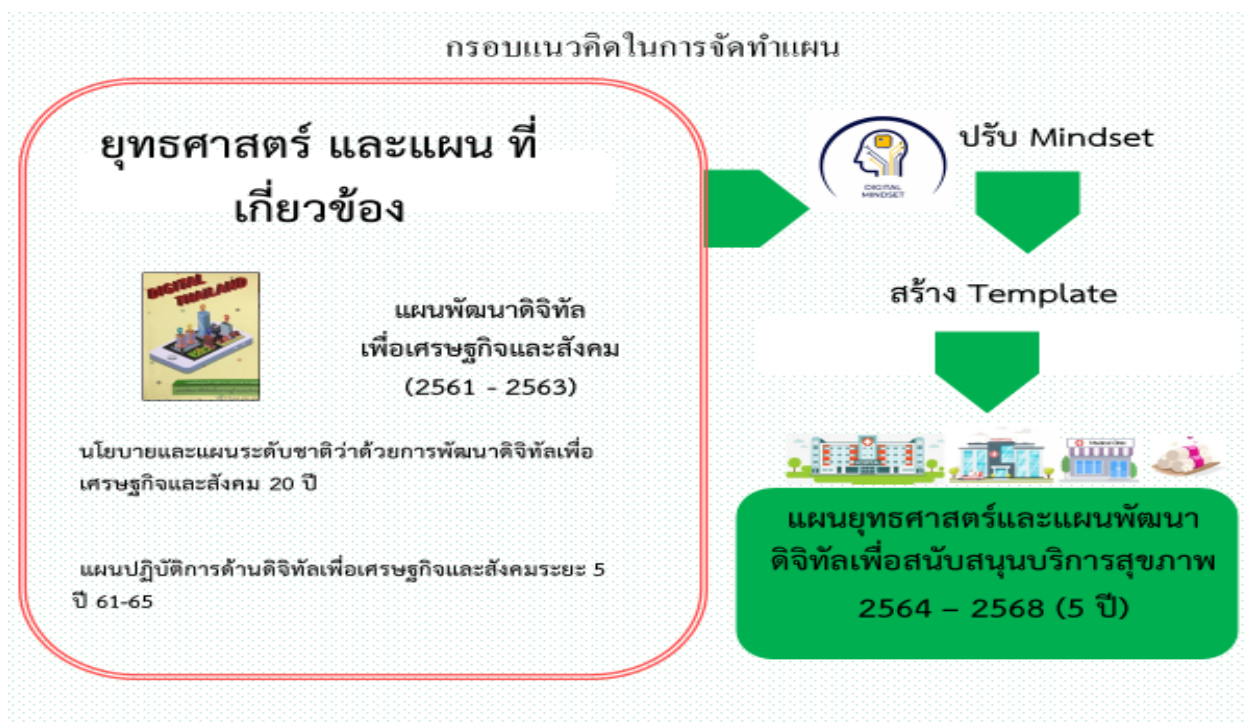 กรอบแนวคิดในการจัดทำแผน
ยุทธศาสตร์ และแผน ที่
เกี่ยวข้อง
DIGITAL
THAILAND
แผนพัฒนาดิจิทัล
เพื่อเศรษฐกิจและสังคม
(2561 - 2563)
นโยบายและแผนระดับชาติว่าด้วยการพัฒนาดิจิทัลเพื่อ
เศรษฐกิจและสังคม 20 ปี
แผนปฏิบัติการด้านดิจิทัลเพื่อเศรษฐกิจและสังคมระยะ 5
ปี 61-65
DIGITAL
MINDSET
ปรับ Mindset
สร้าง Template
แผนยุทธศาสตร์และแผนพัฒนา
ดิจิทัลเพื่อสนับสนุนบริการสุขภาพ
2564 – 2568 (5 ปี)